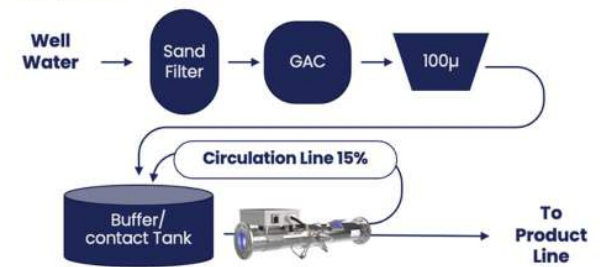 Well
Water
Sand
Filter
GAC
100µ
Circulation Line 15%
Buffer/
contact Tank
To
Product
Line